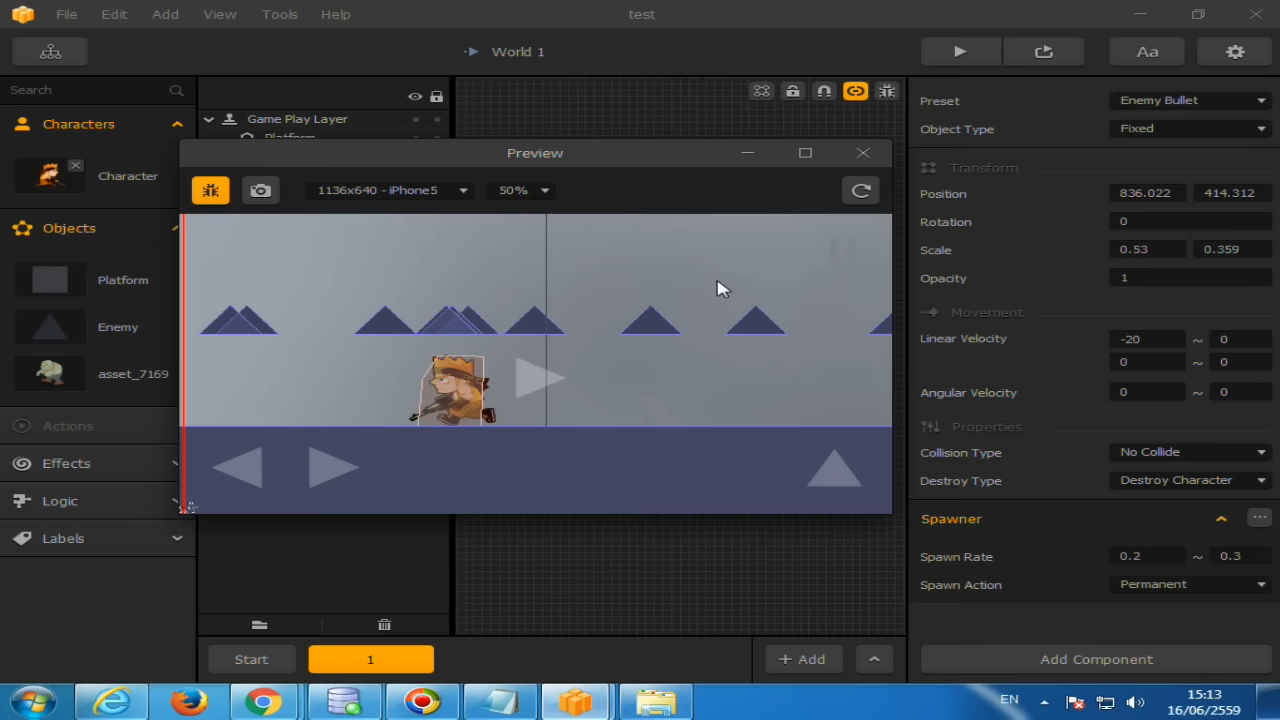 File Edit Add View Tools Help
test
World 1
Aa
Search
Characters
Character
Objects
Platform
Enemy
asset_7169
Actions
Effects
Logic
Labels
Game Play Layer
Platform
Preview
1136x640 - iPhone5
50%
Start
1
+ Add
Preset
Enemy Bullet
Object Type
Fixed
Transform
Position
836.022
414.312
Rotation
0
Scale
0.53
0.359
Opacity
1
Movement
Linear Velocity
-20 ~ 0
0 ~ 0
Angular Velocity
0 ~ 0
Properties
Collision Type
No Collide
Destroy Type
Destroy Character
Spawner
Spawn Rate
0.2 ~ 0.3
Spawn Action
Permanent
Add Component
EN
15:13
16/06/2559